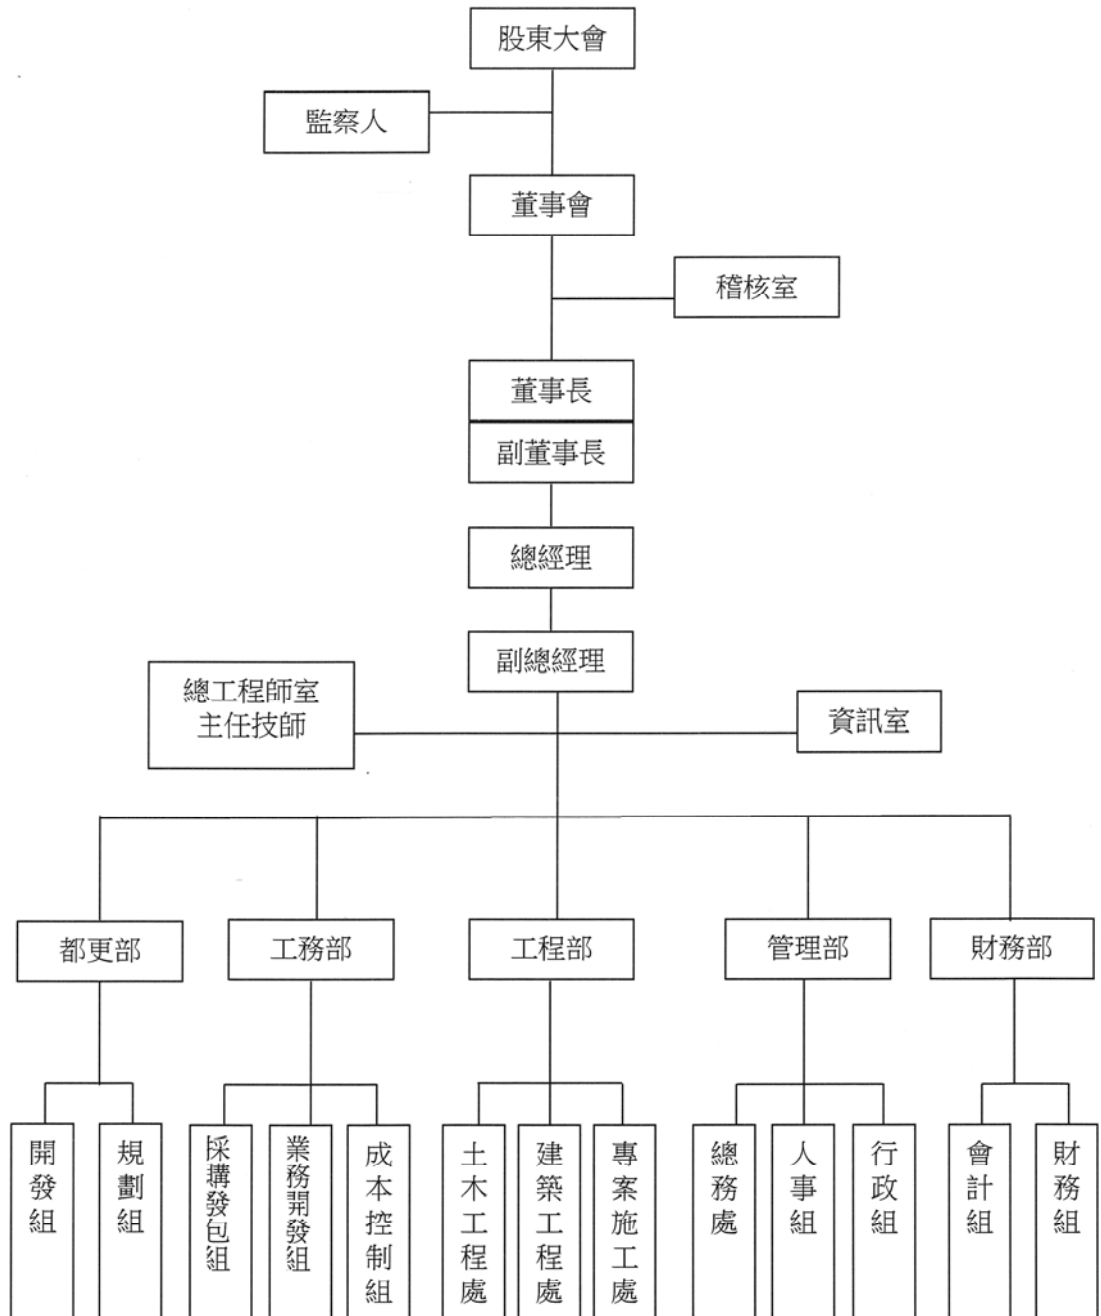 股東大會
監察人
董事會
稽核室
董事長
副董事長
總經理
副總經理
總工程師室
主任技師
資訊室
都更部
工務部
工程部
管理部
財務部
開發組
規劃組
採購發包組
業務開發組
成本控制組
土木工程處
建築工程處
專案施工處
總務處
人事組
行政組
會計組
財務組